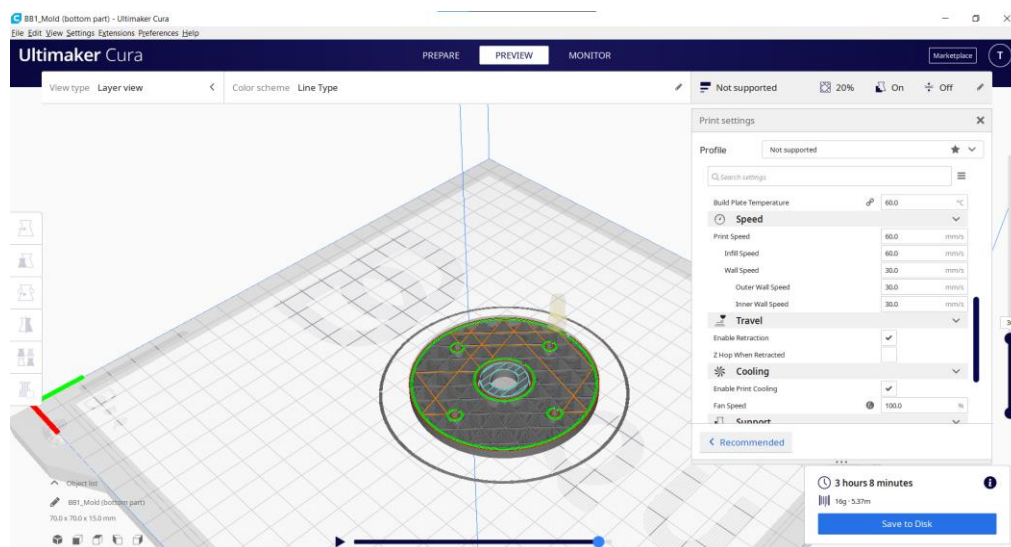 BB1_Mold (bottom part) - Ultimaker Cura
File Edit View Settings Extensions Preferences Help
Ultimaker Cura
PREPARE PREVIEW MONITOR
Marketplace T
View type Layer view
Color scheme Line Type
Not supported 20% On Off
Print settings
Profile Not supported
Search settings
Build Plate Temperature 60.0 °C
Speed
Print Speed 60.0 mm/s
Infill Speed 60.0 mm/s
Wall Speed 30.0 mm/s
Outer Wall Speed 30.0 mm/s
Inner Wall Speed 30.0 mm/s
Travel
Enable Retraction
Z Hop When Retracted
Cooling
Enable Print Cooling
Fan Speed 100.0 %
Support
Recommended
Object list
BB1_Mold (bottom part)
70.0 x 70.0 x 15.0 mm
3 hours 8 minutes
16g · 5.37m
Save to Disk